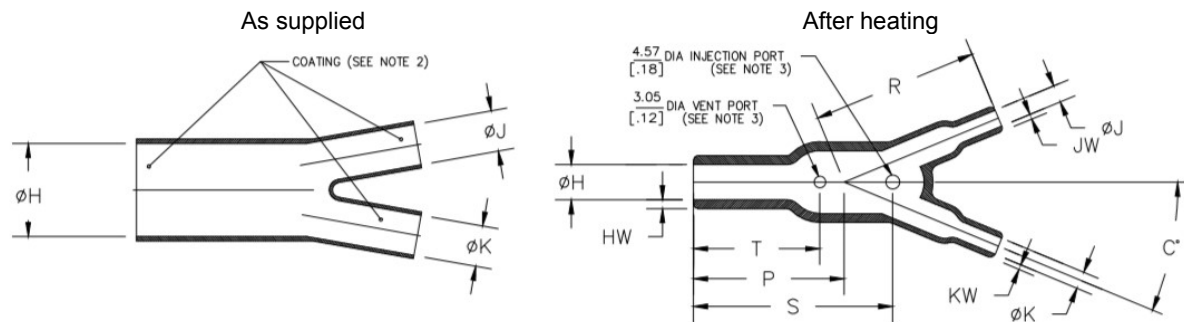 As supplied
After heating
COATING (SEE NOTE 2)
øJ
øH
øK
4.57
[.18]
DIA INJECTION PORT
(SEE NOTE 3)
3.05
[.12]
DIA VENT PORT
(SEE NOTE 3)
R
øJ
JW
øH
HW
T
P
S
KW
øK
C°